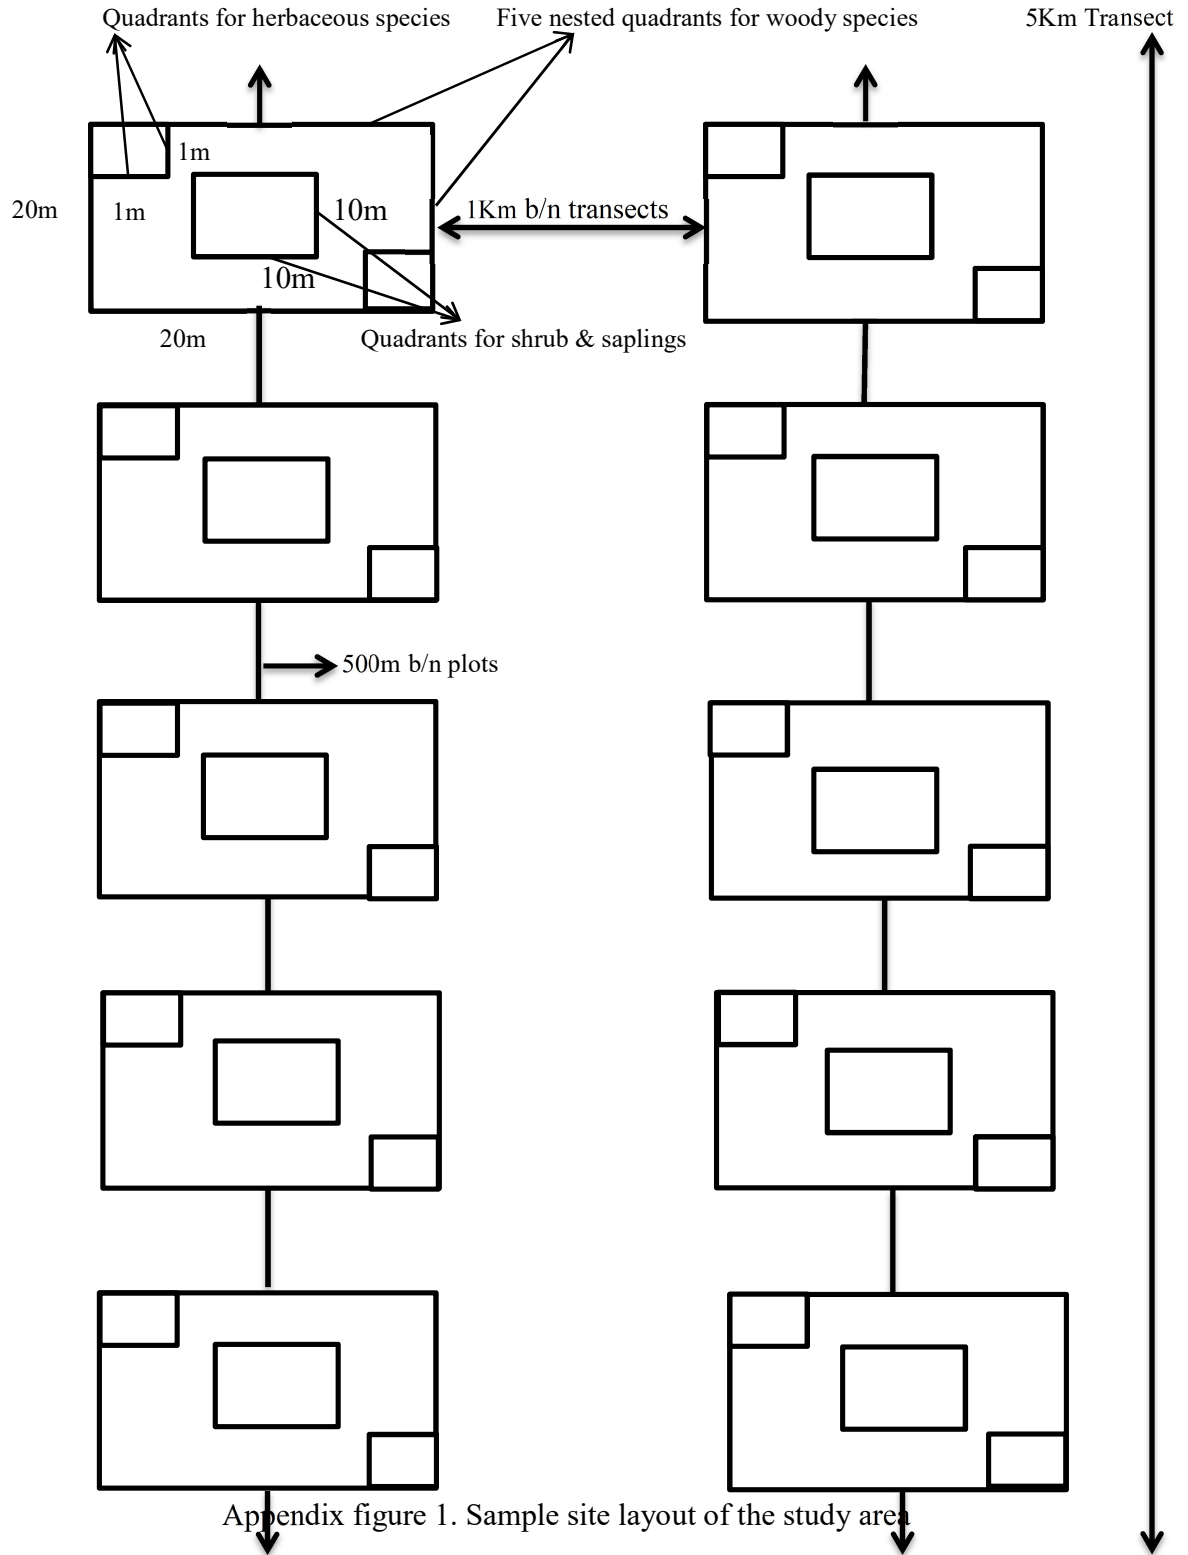 Quadrants for herbaceous species
Five nested quadrants for woody species
5Km Transect
1m
20m
1m
10m
1Km b/n transects
10m
20m
Quadrants for shrub & saplings
500m b/n plots
Appendix figure 1. Sample site layout of the study area